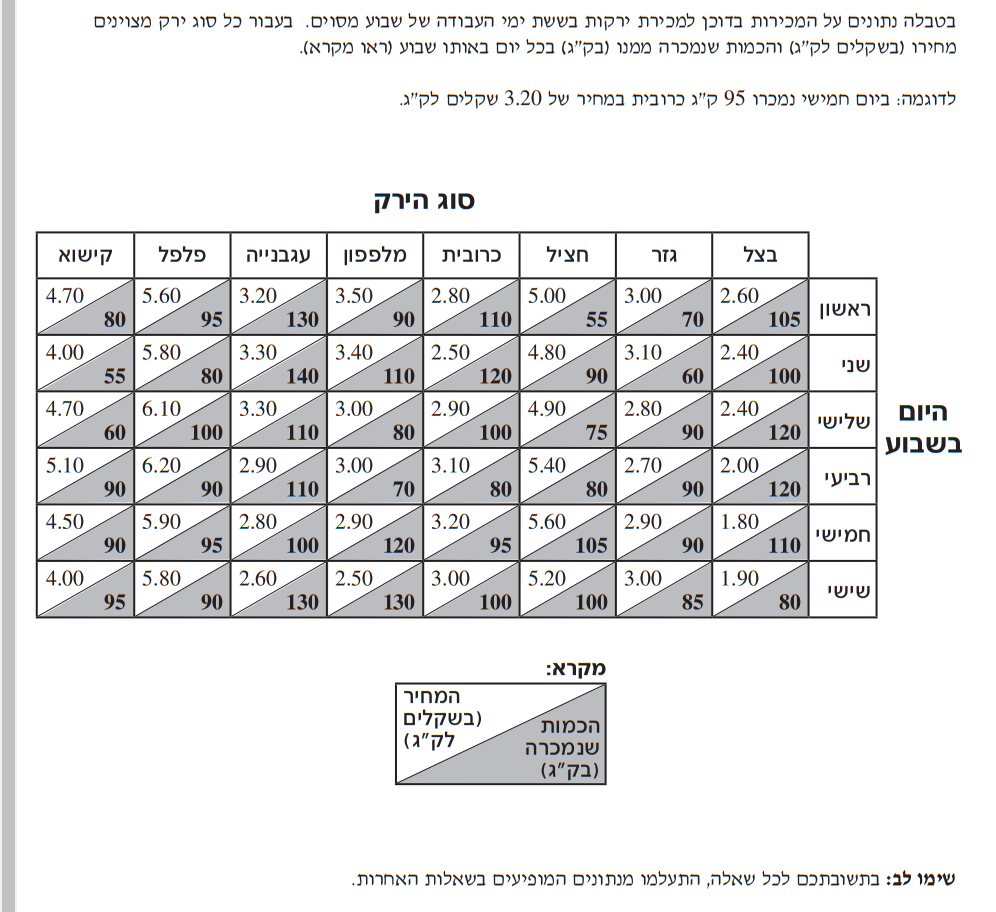 בטבלה נתונים על המכירות בדוכן למכירת ירקות בששת ימי העבודה של שבוע מסוים. בעבור כל סוג ירק מצוינים
מחירו (בשקלים לק"ג) והכמות שנמכרה ממנו (בק"ג) בכל יום באותו שבוע (ראו מקרא).
לדוגמה: ביום חמישי נמכרו 95 ק"ג כרובית במחיר של 3.20 שקלים לק"ג.
סוג הירק
בצל גזר חציל כרובית מלפפון עגבנייה פלפל קישוא
היום
בשבוע
ראשון 2.60 105 3.00 70 5.00 55 2.80 110 3.50 90 3.20 130 5.60 95 4.70 80
שני 2.40 100 3.10 60 4.80 90 2.50 120 3.40 110 3.30 140 5.80 80 4.00 55
שלישי 2.40 120 2.80 90 4.90 75 2.90 100 3.00 80 3.30 110 6.10 100 4.70 60
רביעי 2.00 120 2.70 90 5.40 80 3.10 80 3.00 70 2.90 110 6.20 90 5.10 90
חמישי 1.80 110 2.90 90 5.60 105 3.20 95 2.90 120 2.80 100 5.90 95 4.50 90
שישי 1.90 80 3.00 85 5.20 100 3.00 100 2.50 130 2.60 130 5.80 90 4.00 95
מקרא:
המחיר
(בשקלים
לק"ג)
הכמות
שנמכרה
(בק"ג)
שימו לב: בתשובתכם לכל שאלה, התעלמו מנתונים המופיעים בשאלות האחרות.